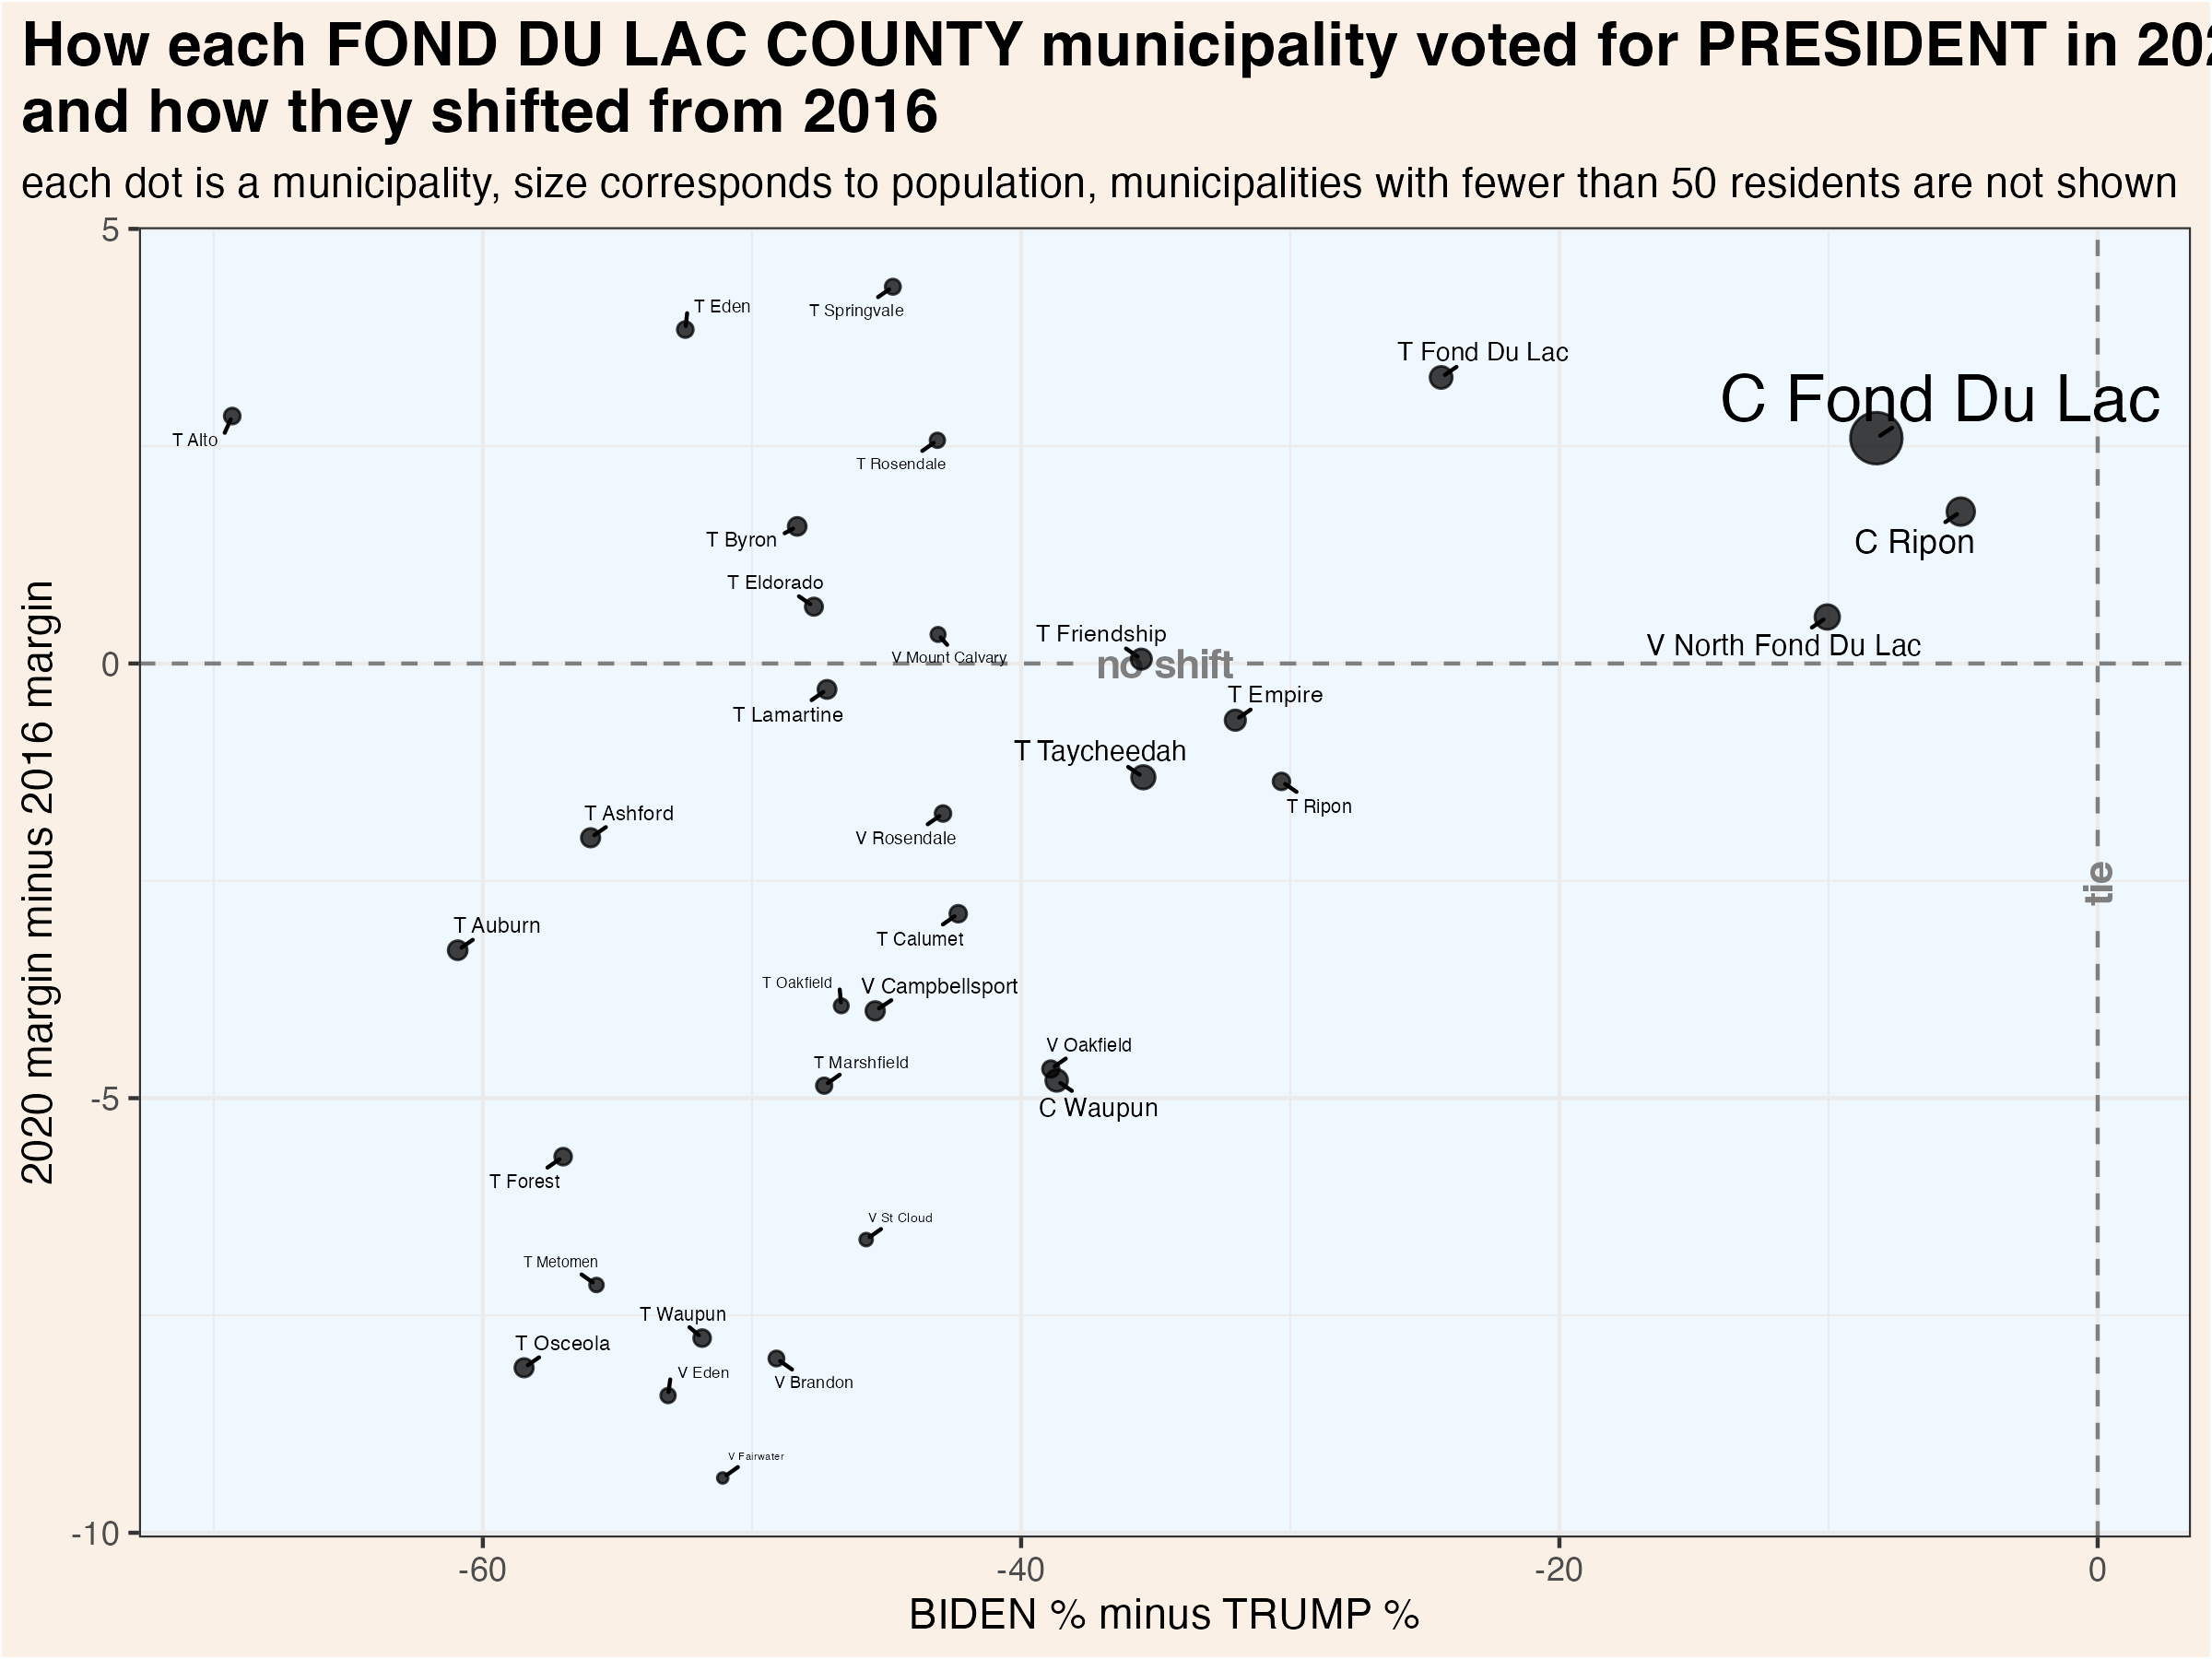 How each FOND DU LAC COUNTY municipality voted for PRESIDENT in 202
and how they shifted from 2016
each dot is a municipality, size corresponds to population, municipalities with fewer than 50 residents are not shown
5
T Eden
T Springvale
T Fond Du Lac
C Fond Du Lac
T Alto
T Rosendale
T Byron
C Ripon
T Eldorado
T Friendship
V North Fond Du Lac
V Mount Calvary
0
no shift
T Empire
T Lamartine
T Taycheedah
T Ripon
T Ashford
V Rosendale
tie
T Auburn
T Calumet
T Oakfield
V Campbellsport
V Oakfield
T Marshfield
-5
C Waupun
T Forest
V St Cloud
T Metomen
T Waupun
T Osceola
V Eden
V Brandon
V Fairwater
-10
2020 margin minus 2016 margin
-60
-40
-20
0
BIDEN % minus TRUMP %